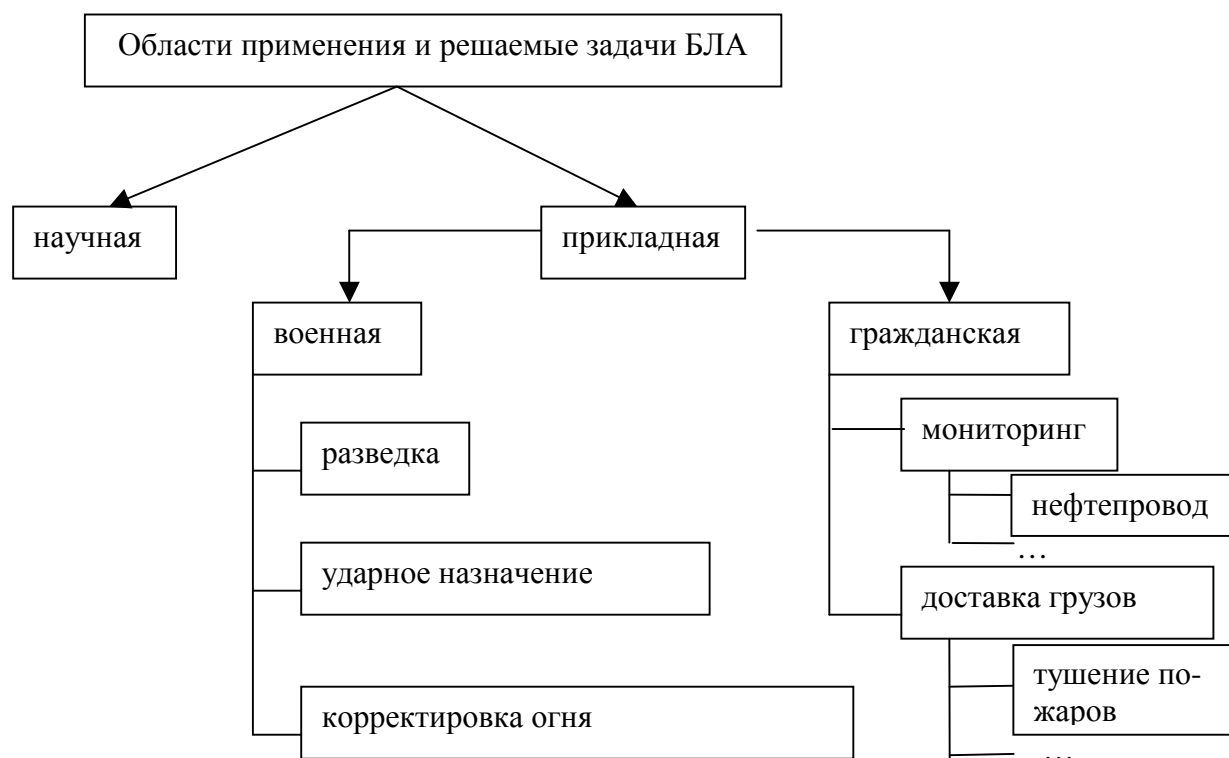 Области применения и решаемые задачи БЛА
научная
прикладная
военная
гражданская
разведка
мониторинг
нефтепровод
…
ударное назначение
доставка грузов
тушение по-
жаров
корректировка огня
…